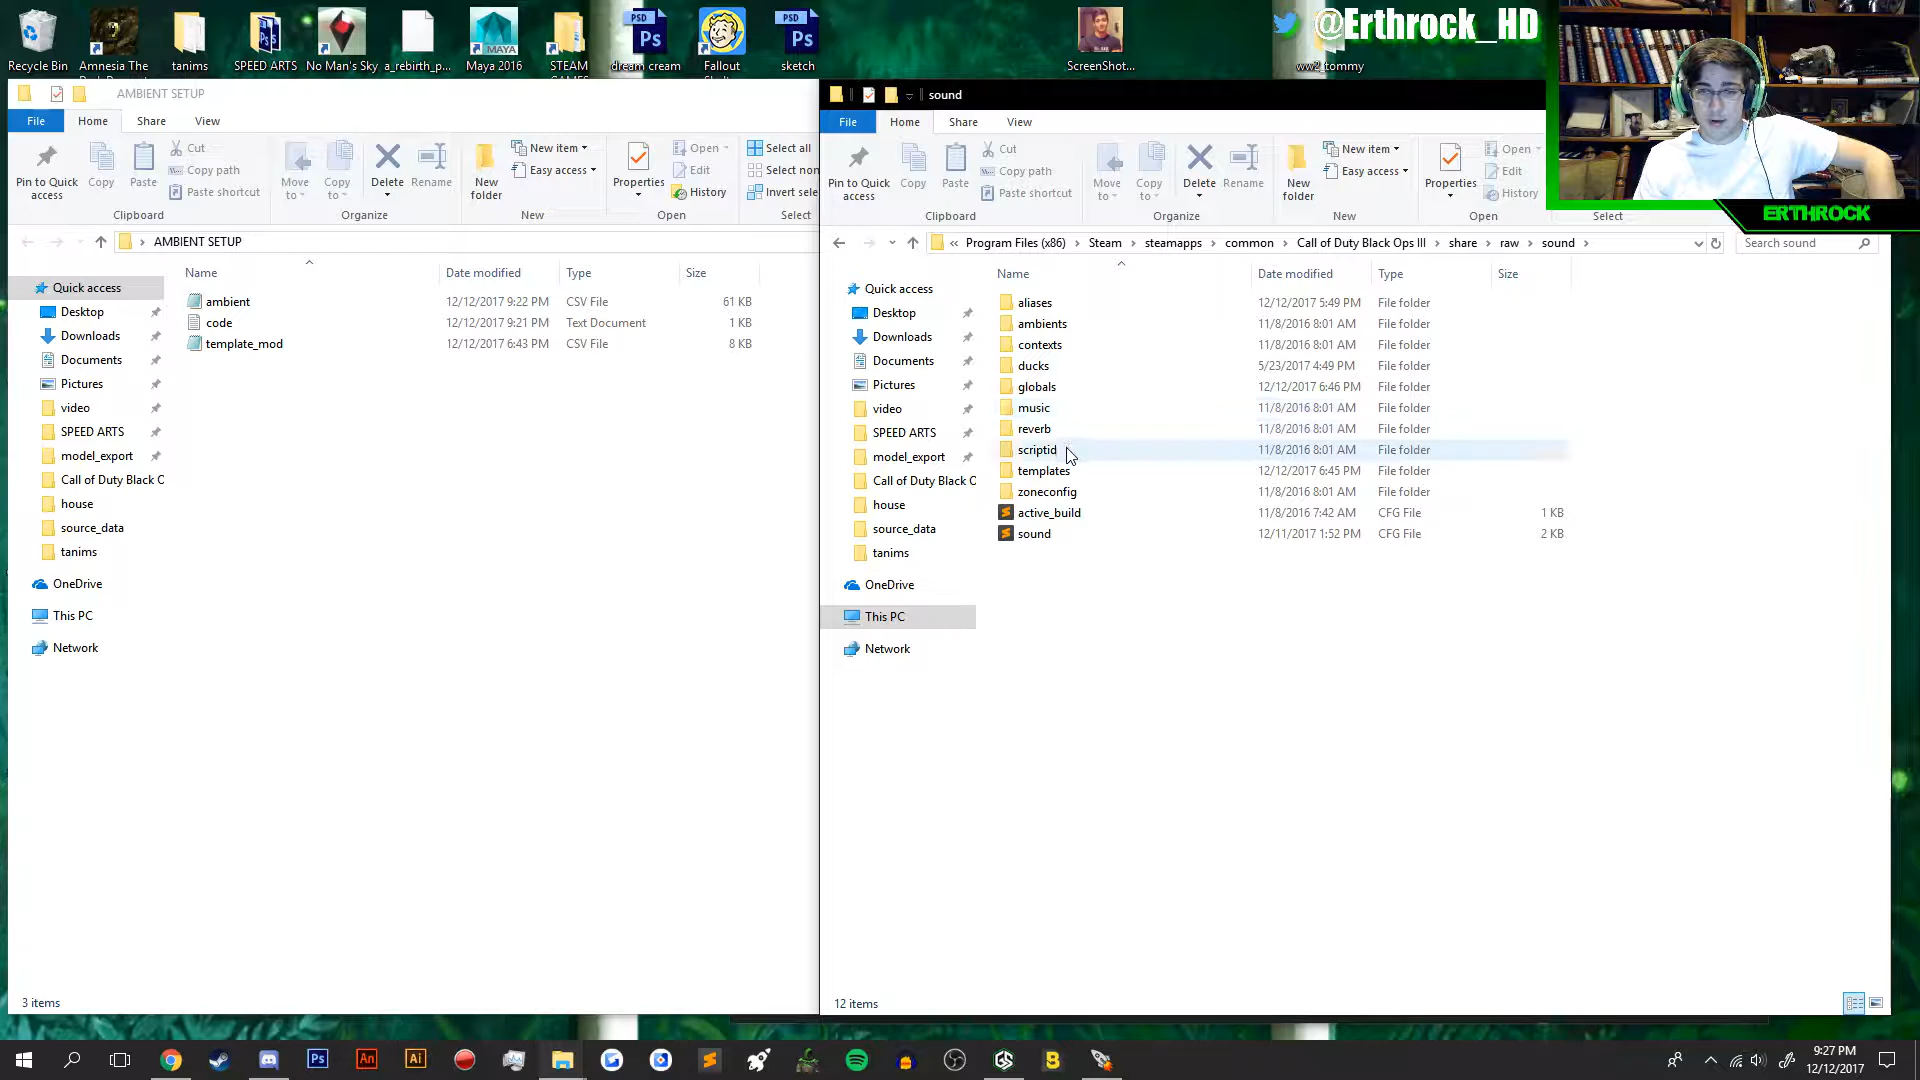 Recycle Bin
Amnesia The
tanims
SPEED ARTS
No Man's Sky
a_rebirth_p...
MAYA
Maya 2016
STEAM
PSD
Ps
dream cream
Fallout
PSD
Ps
sketch
ScreenShot...
@Erthrock_HD
ww2_tommy
ERTHROCK
AMBIENT SETUP
File Home Share View
Pin to Quick access
Copy
Paste
Cut
Copy path
Paste shortcut
Clipboard
Move to
Copy to
Delete
Rename
Organize
New folder
New item
Easy access
New
Properties
Open
Edit
History
Open
Select all
Select non
Invert sele
Select
AMBIENT SETUP
Name Date modified Type Size
ambient 12/12/2017 9:22 PM CSV File 61 KB
code 12/12/2017 9:21 PM Text Document 1 KB
template_mod 12/12/2017 6:43 PM CSV File 8 KB
Quick access
Desktop
Downloads
Documents
Pictures
video
SPEED ARTS
model_export
Call of Duty Black O
house
source_data
tanims
OneDrive
This PC
Network
3 items
sound
File Home Share View
Pin to Quick access
Copy
Paste
Cut
Copy path
Paste shortcut
Clipboard
Move to
Copy to
Delete
Rename
Organize
New folder
New item
Easy access
New
Properties
Open
Edit
History
Open
Select
« Program Files (x86) Steam steamapps common Call of Duty Black Ops III share raw sound
Search sound
Name Date modified Type Size
aliases 12/12/2017 5:49 PM File folder
ambients 11/8/2016 8:01 AM File folder
contexts 11/8/2016 8:01 AM File folder
ducks 5/23/2017 4:49 PM File folder
globals 12/12/2017 6:46 PM File folder
music 11/8/2016 8:01 AM File folder
reverb 11/8/2016 8:01 AM File folder
scriptid 11/8/2016 8:01 AM File folder
templates 12/12/2017 6:45 PM File folder
zoneconfig 11/8/2016 8:01 AM File folder
active_build 11/8/2016 7:42 AM CFG File 1 KB
sound 12/11/2017 1:52 PM CFG File 2 KB
Quick access
Desktop
Downloads
Documents
Pictures
video
SPEED ARTS
model_export
Call of Duty Black O
house
source_data
tanims
OneDrive
This PC
Network
12 items
Ps
An
Ai
9:27 PM
12/12/2017